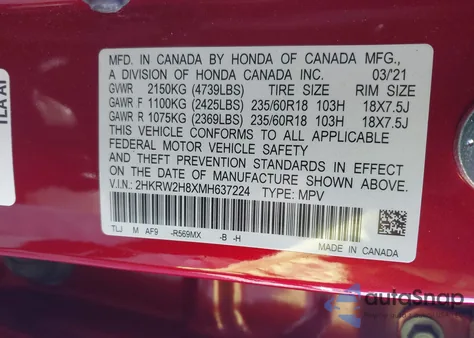 MFD. IN CANADA BY HONDA OF CANADA MFG.,
A DIVISION OF HONDA CANADA INC. 03/'21
GVWR 2150KG (4739LBS) TIRE SIZE RIM SIZE
GAWR F 1100KG (2425LBS) 235/60R18 103H 18X7.5J
GAWR R 1075KG (2369LBS) 235/60R18 103H 18X7.5J
THIS VEHICLE CONFORMS TO ALL APPLICABLE
FEDERAL MOTOR VEHICLE SAFETY
AND THEFT PREVENTION STANDARDS IN EFFECT
ON THE DATE OF MANUFACTURE SHOWN ABOVE.
V.I.N.: 2HKRW2H8XMH637224 TYPE: MPV
TLJ M AF9 -R569MX -B -H
MADE IN CANADA
TLA AT
autoSnap